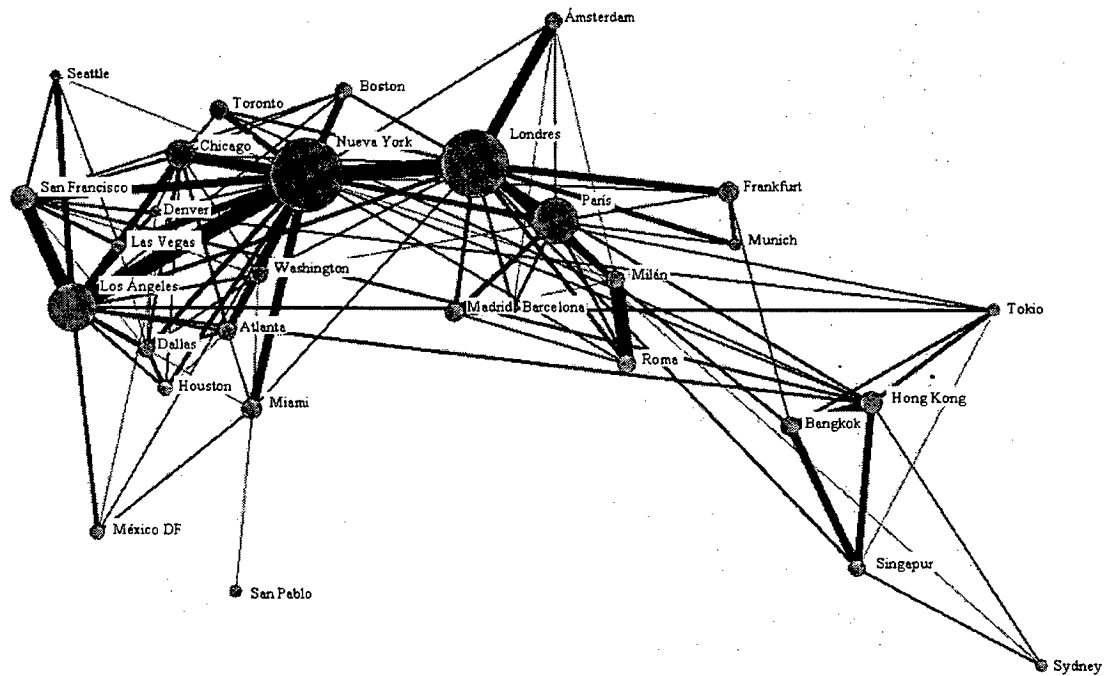 Ámsterdam
Seattle
Boston
Toronto
Nueva York
Londres
Chicago
San Francisco
París
Frankfurt
Denver
Las Vegas
Munich
Washington
Milán
Los Ángeles
Madrid
Barcelona
Tokio
Atlanta
Dallas
Roma
Houston
Miami
Hong Kong
Bangkok
México DF
Singapur
San Pablo
Sydney